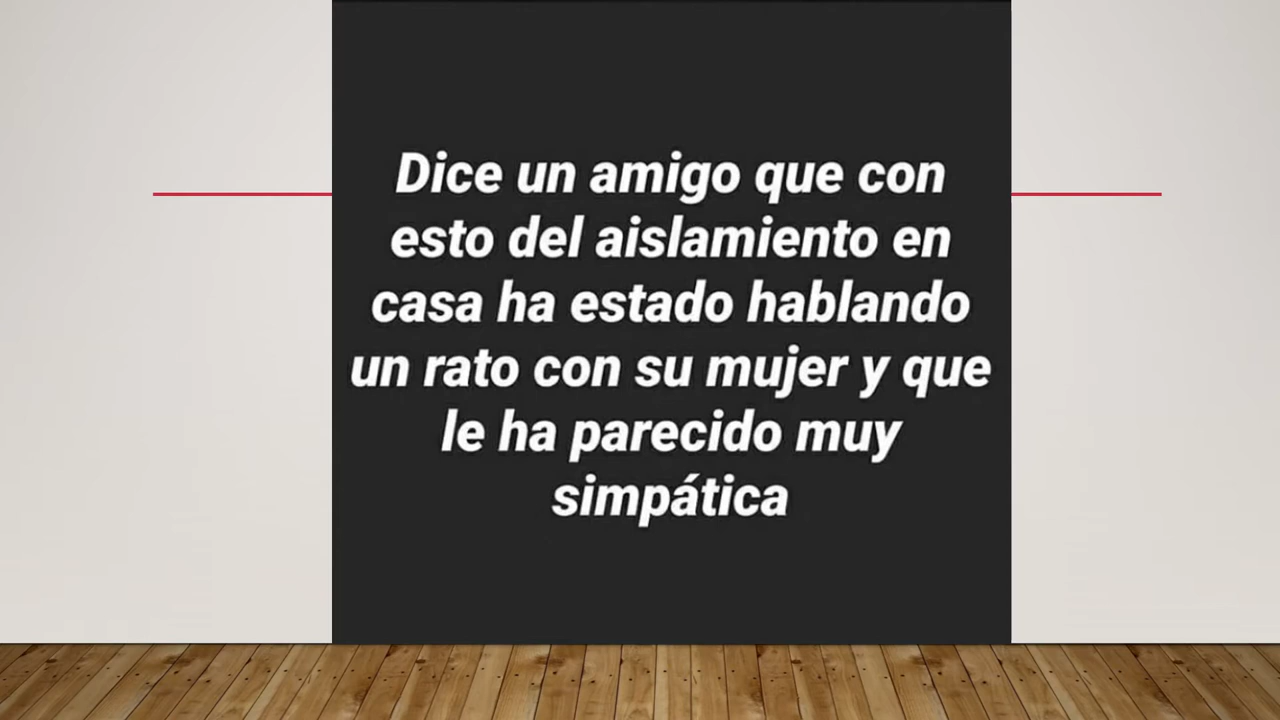 Dice un amigo que con
esto del aislamiento en
casa ha estado hablando
un rato con su mujer y que
le ha parecido muy
simpática